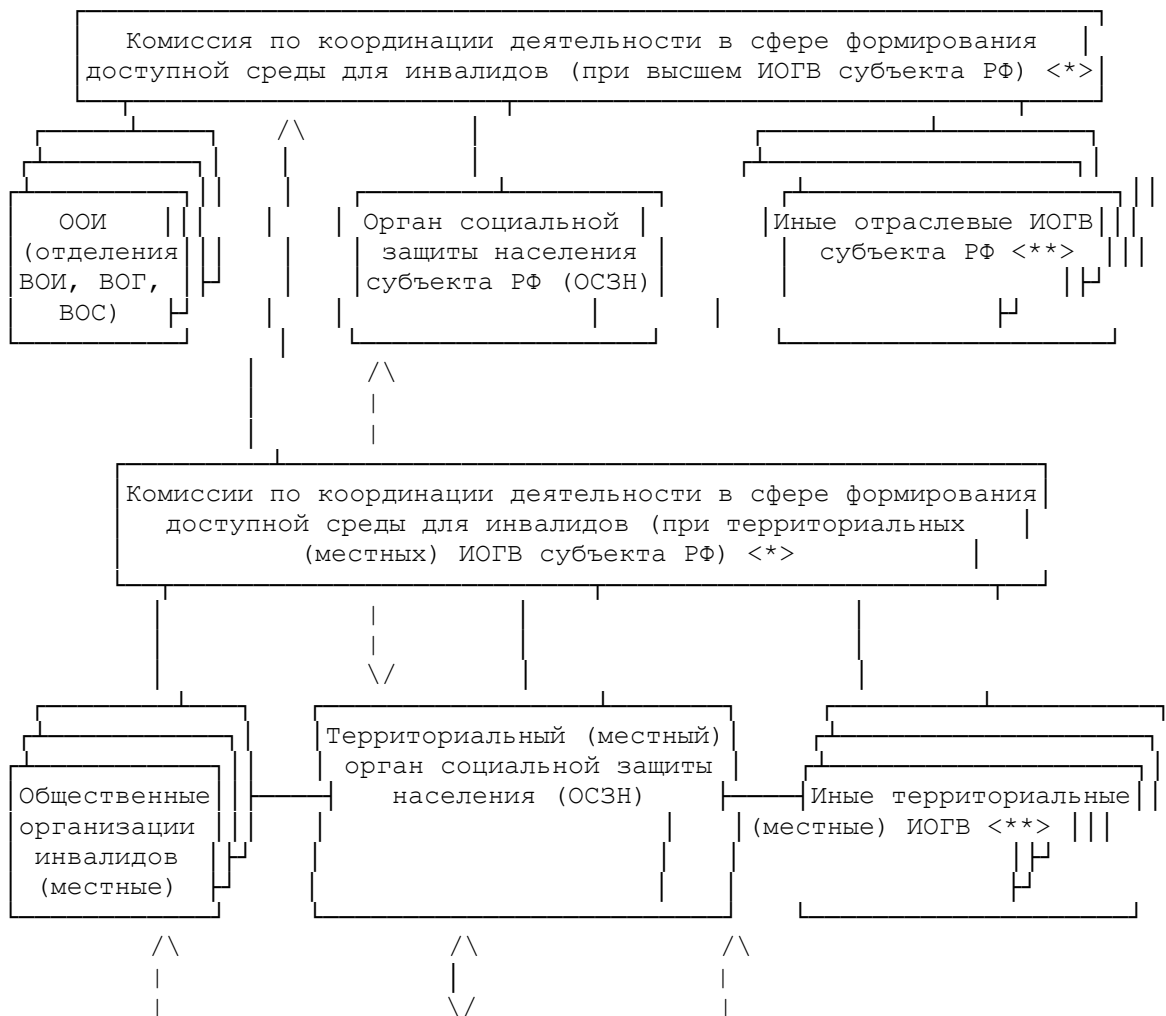 Комиссия по координации деятельности в сфере формирования
доступной среды для инвалидов (при высшем ИОГВ субъекта РФ) <*>
ООИ
(отделения
ВОИ, ВОГ,
ВОС)
Орган социальной
защиты населения
субъекта РФ (ОСЗН)
Иные отраслевые ИОГВ
субъекта РФ <**>
Комиссии по координации деятельности в сфере формирования
доступной среды для инвалидов (при территориальных
(местных) ИОГВ субъекта РФ) <*>
Общественные
организации
инвалидов
(местные)
Территориальный (местный)
орган социальной защиты
населения (ОСЗН)
Иные территориальные
(местные) ИОГВ <**>